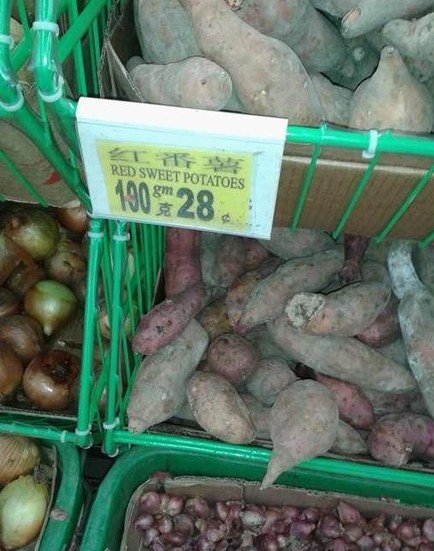 红番薯
RED SWEET POTATOES
100 gm 克 28 ¢